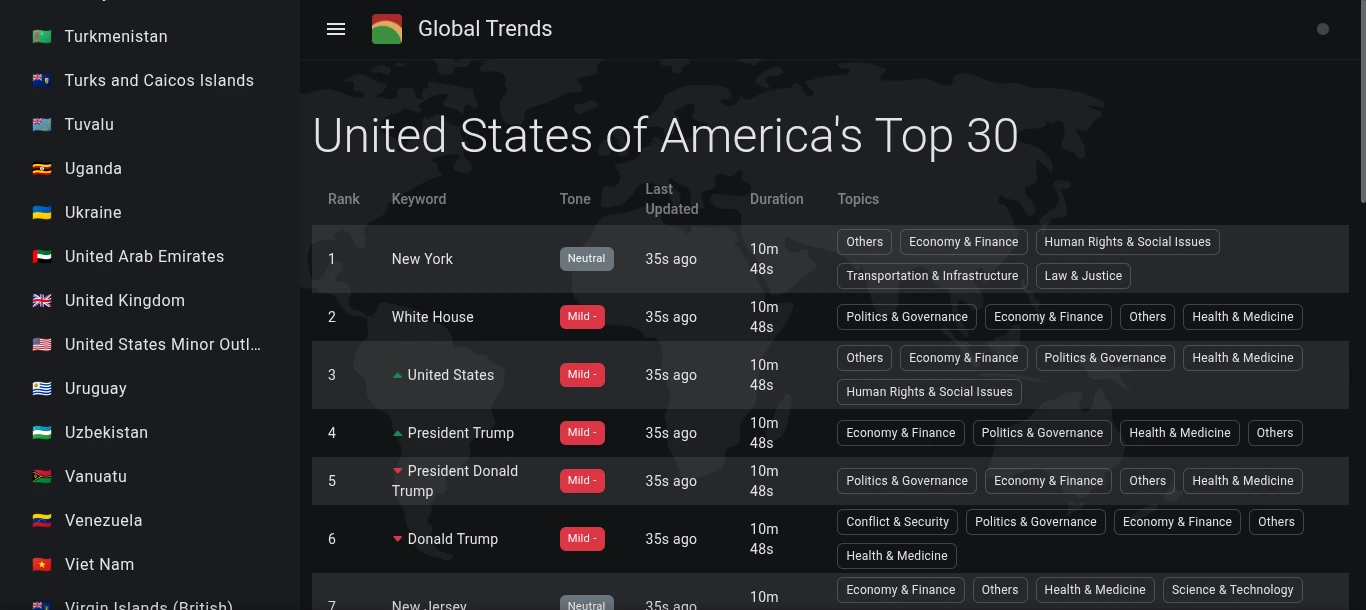 Turkmenistan
Turks and Caicos Islands
Tuvalu
Uganda
Ukraine
United Arab Emirates
United Kingdom
United States Minor Outl…
Uruguay
Uzbekistan
Vanuatu
Venezuela
Viet Nam
Virgin Islands (British)
Global Trends
United States of America's Top 30
Rank Keyword Tone Last Updated Duration Topics
1 New York Neutral 35s ago 10m 48s Others Economy & Finance Human Rights & Social Issues
Transportation & Infrastructure Law & Justice
2 White House Mild - 35s ago 10m 48s Politics & Governance Economy & Finance Others Health & Medicine
3 United States Mild - 35s ago 10m 48s Others Economy & Finance Politics & Governance Health & Medicine
Human Rights & Social Issues
4 President Trump Mild - 35s ago 10m 48s Economy & Finance Politics & Governance Health & Medicine Others
5 President Donald Trump Mild - 35s ago 10m 48s Politics & Governance Economy & Finance Others Health & Medicine
6 Donald Trump Mild - 35s ago 10m 48s Conflict & Security Politics & Governance Economy & Finance Others
Health & Medicine
7 New Jersey Neutral 35s ago 10m Economy & Finance Others Health & Medicine Science & Technology